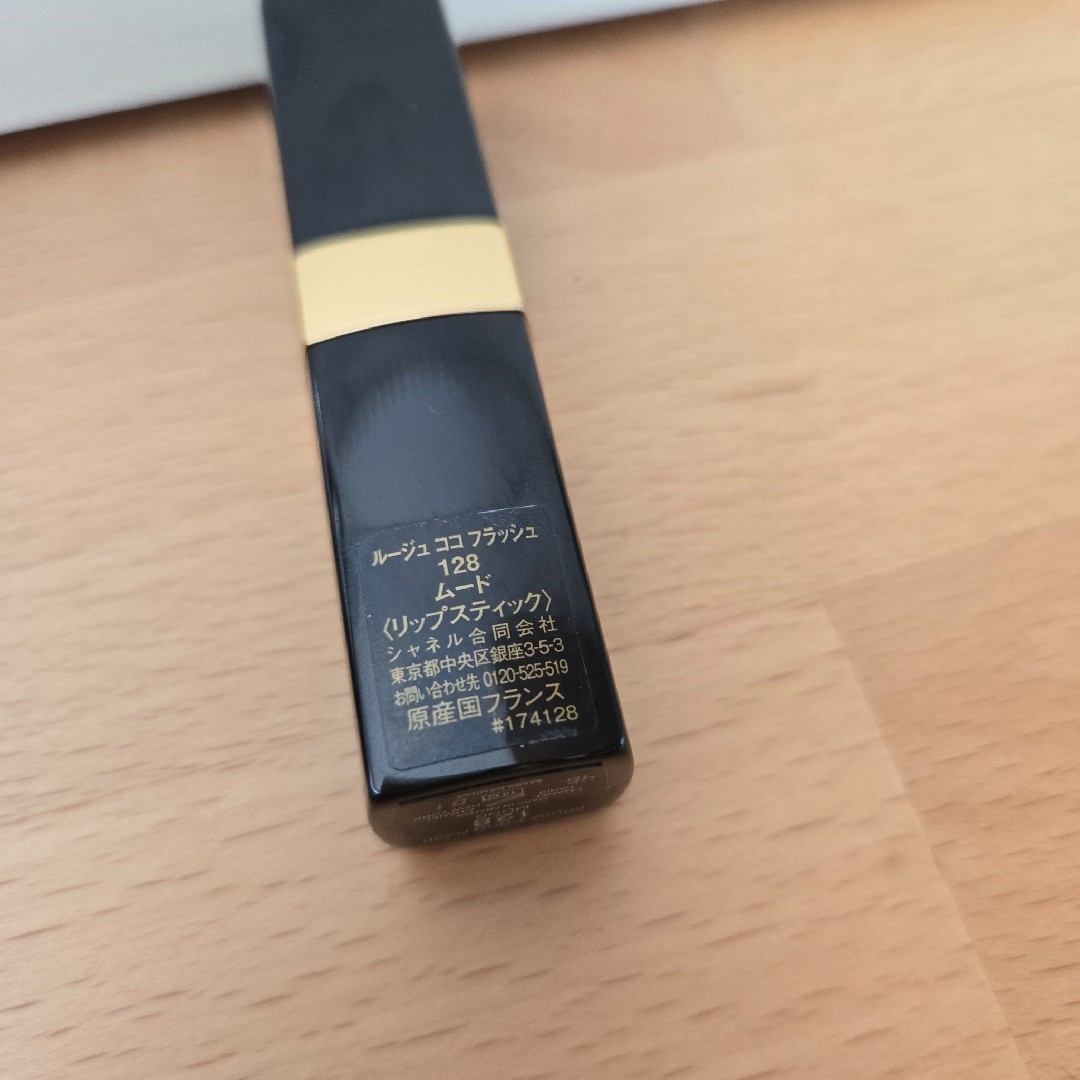 ルージュ ココ フラッシュ
128
ムード
〈リップスティック〉
シャネル合同会社
東京都中央区銀座3-5-3
お問い合わせ先 0120-525-519
原産国フランス
#174128
128